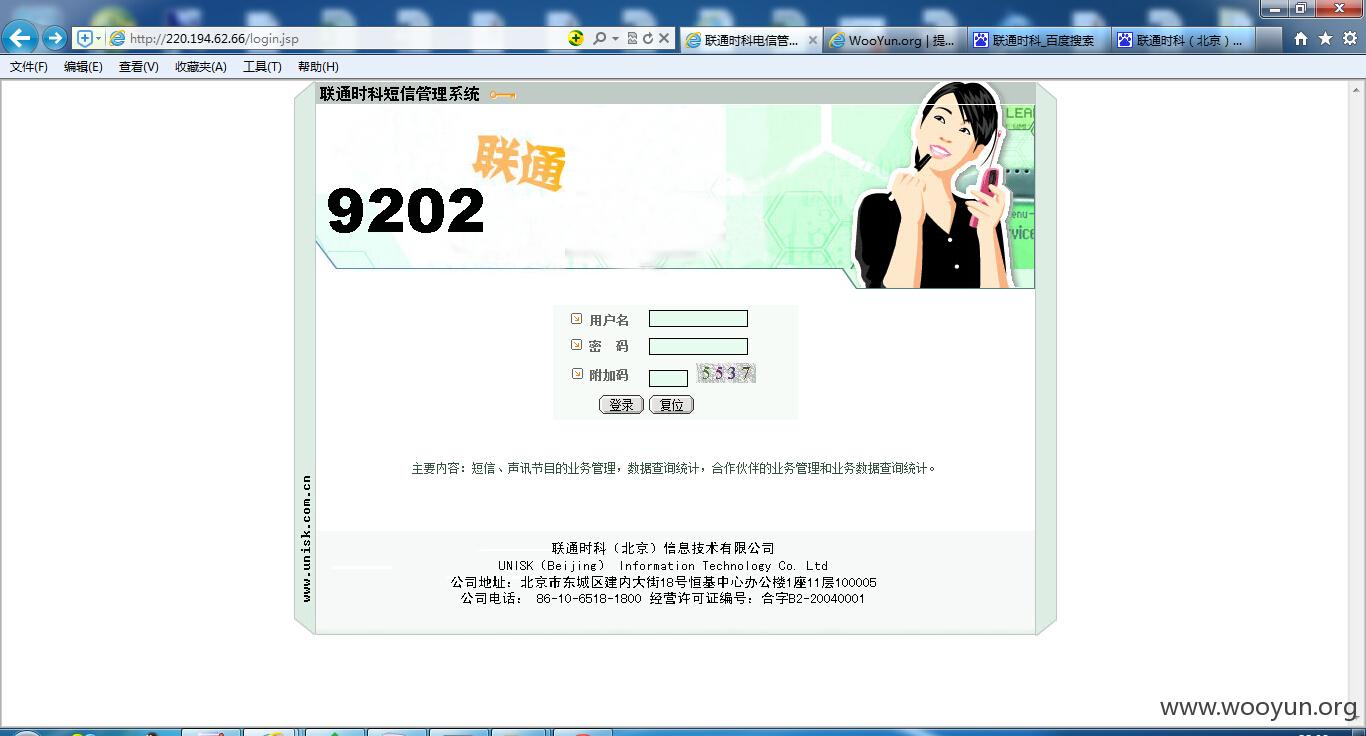 http://220.194.62.66/login.jsp
联通时科电信管...
WooYun.org | 提...
联通时科_百度搜索
联通时科（北京）...
文件(F) 编辑(E) 查看(V) 收藏夹(A) 工具(T) 帮助(H)
联通时科短信管理系统
联通
9202
用户名
密 码
附加码 5537
登录 复位
主要内容：短信、声讯节目的业务管理，数据查询统计，合作伙伴的业务管理和业务数据查询统计。
www.unisk.com.cn
联通时科（北京）信息技术有限公司
UNISK（Beijing） Information Technology Co. Ltd
公司地址：北京市东城区建内大街18号恒基中心办公楼1座11层100005
公司电话： 86-10-6518-1800 经营许可证编号：合字B2-20040001
www.wooyun.org